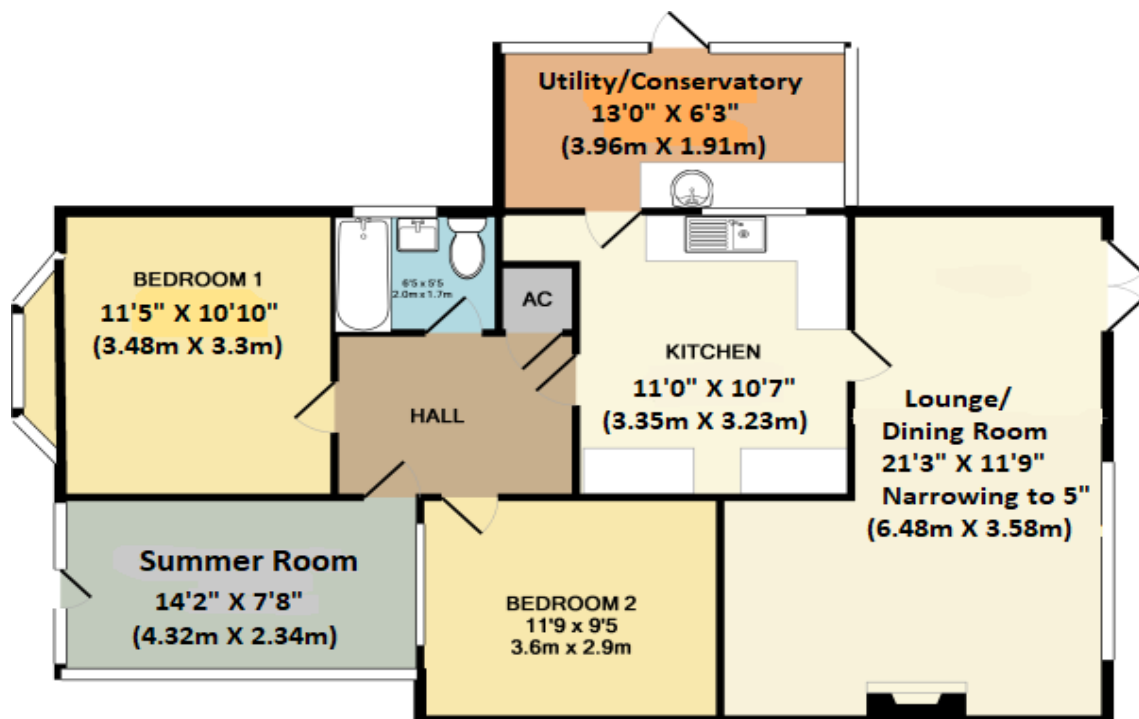 Utility/Conservatory
13'0" X 6'3"
(3.96m X 1.91m)
BEDROOM 1
11'5" X 10'10"
(3.48m X 3.3m)
6'5 x 5'5
2.0m x 1.7m
AC
HALL
KITCHEN
11'0" X 10'7"
(3.35m X 3.23m)
Lounge/
Dining Room
21'3" X 11'9"
Narrowing to 5"
(6.48m X 3.58m)
Summer Room
14'2" X 7'8"
(4.32m X 2.34m)
BEDROOM 2
11'9 x 9'5
3.6m x 2.9m